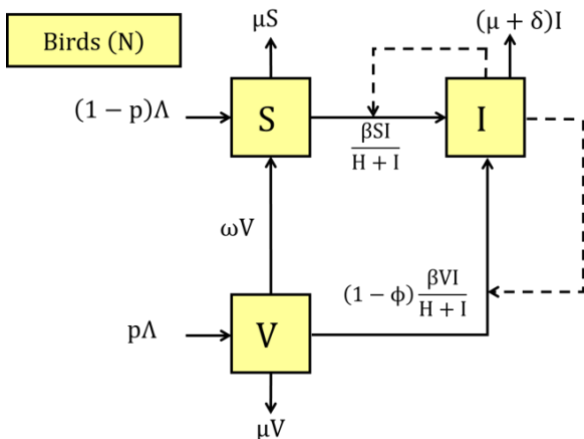 Birds (N)
μS
(μ + δ)I
(1 − p)Λ
S
βSI
H + I
I
ωV
(1 − ϕ) βVI
H + I
pΛ
V
μV